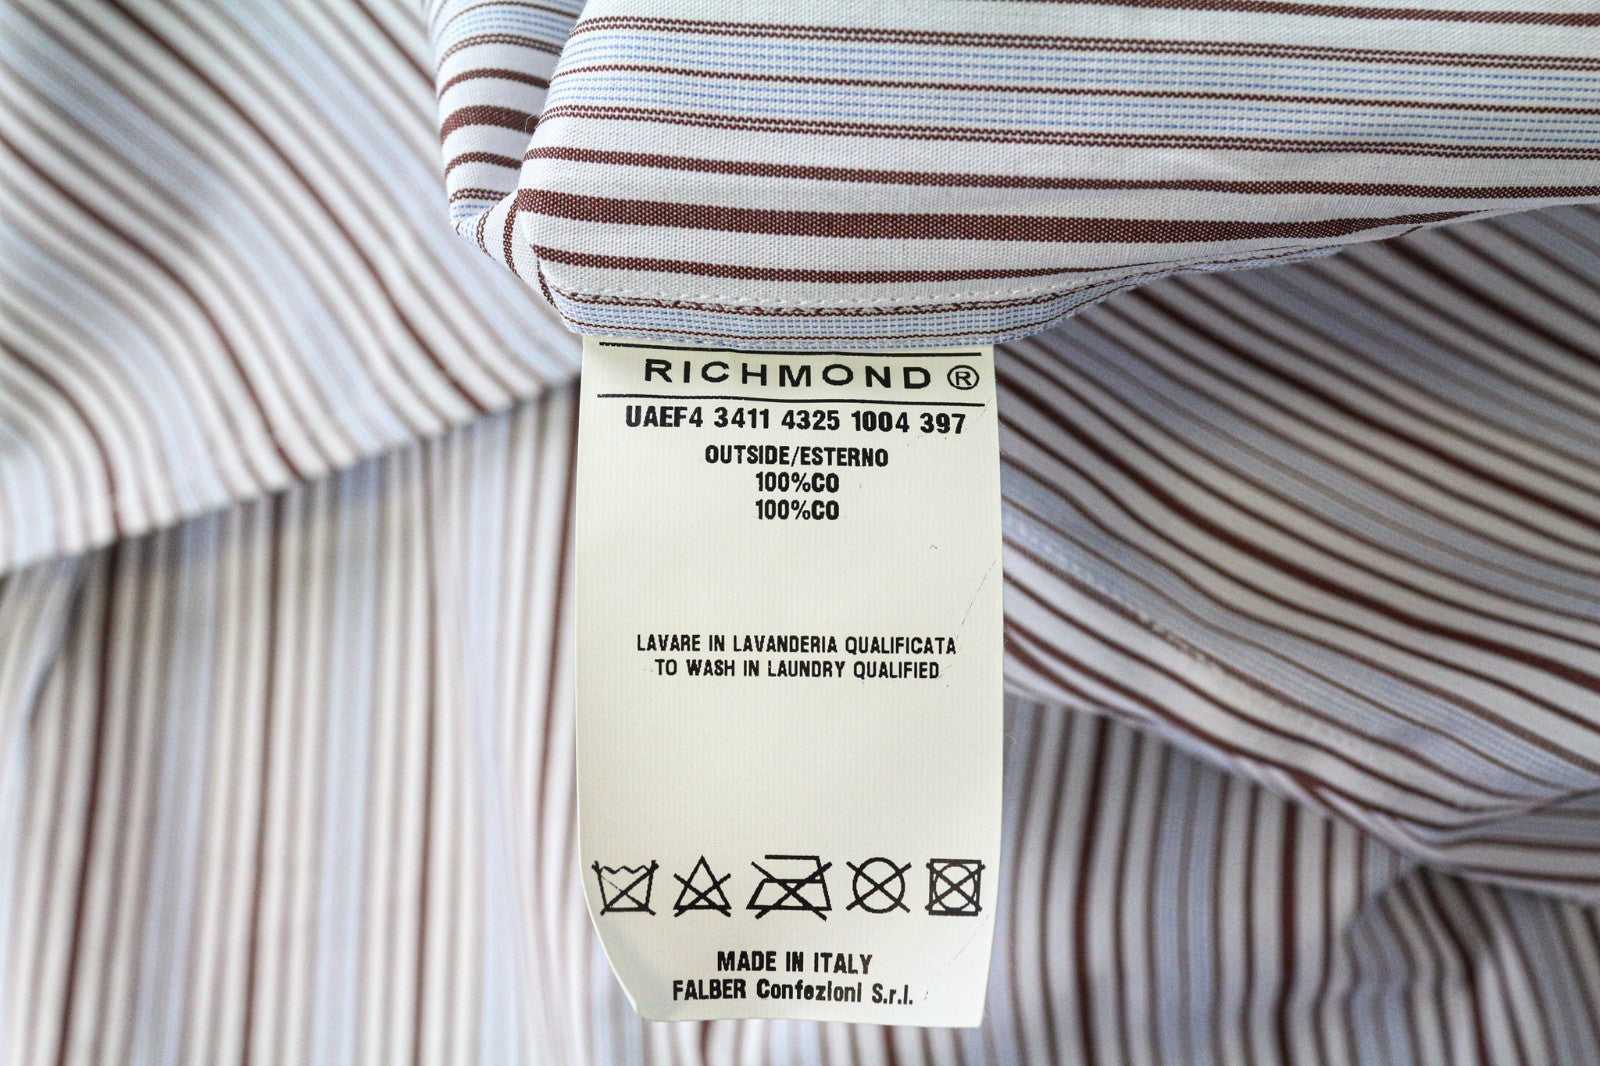 RICHMOND ®
UAEF4 3411 4325 1004 397
OUTSIDE/ESTERNO
100%CO
100%CO
LAVARE IN LAVANDERIA QUALIFICATA
TO WASH IN LAUNDRY QUALIFIED
MADE IN ITALY
FALBER Confezioni S.r.l.